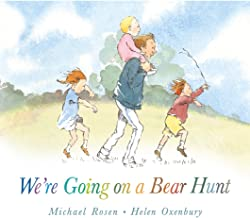 We're Going on a Bear Hunt
Michael Rosen • Helen Oxenbury